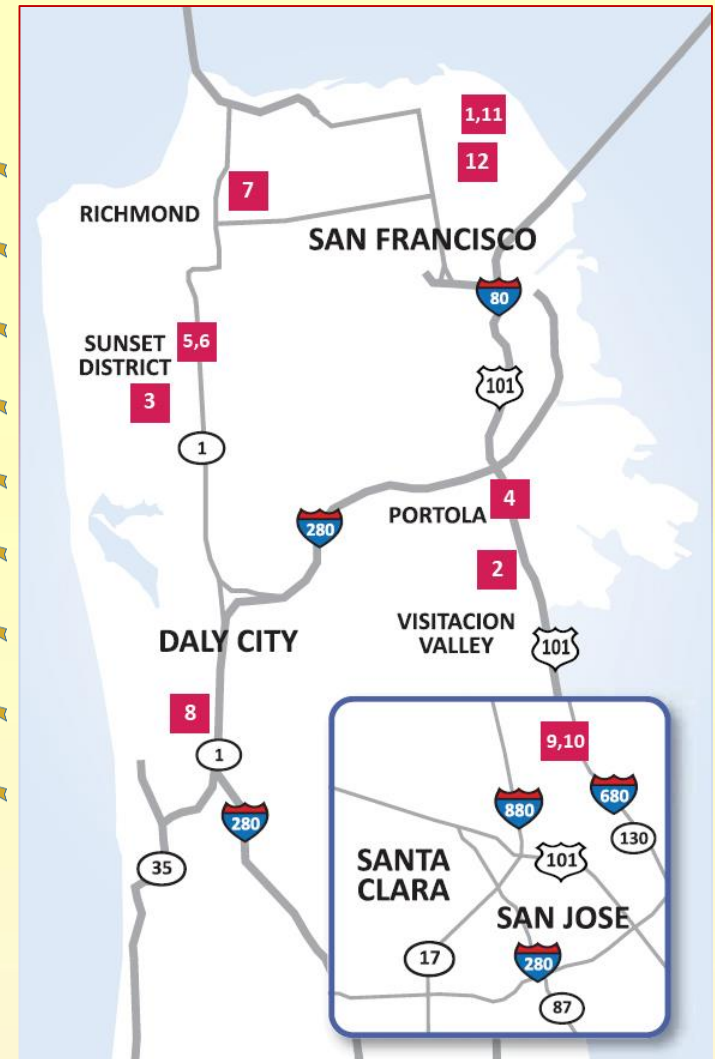 1,11
12
7
RICHMOND
SAN FRANCISCO
80
SUNSET
DISTRICT
5,6
101
3
1
4
PORTOLA
280
2
VISITACION
VALLEY
101
DALY CITY
8
1
280
35
9,10
880
680
130
101
SANTA
CLARA
SAN JOSE
17
280
87